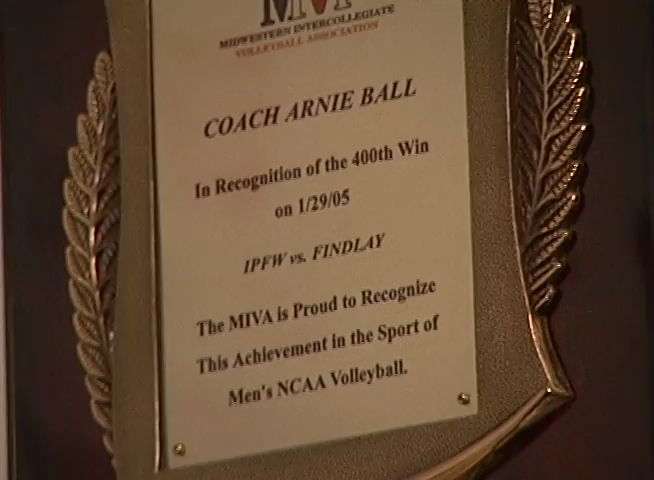 MIVA
MIDWESTERN INTERCOLLEGIATE
VOLLEYBALL ASSOCIATION
COACH ARNIE BALL
In Recognition of the 400th Win
on 1/29/05
IPFW vs. FINDLAY
The MIVA is Proud to Recognize
This Achievement in the Sport of
Men's NCAA Volleyball.